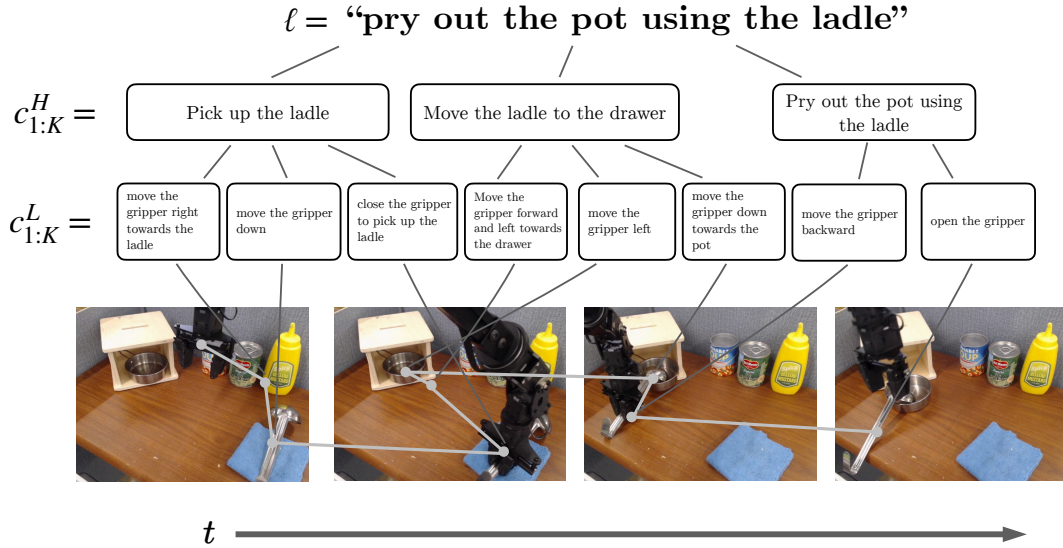 ℓ = “pry out the pot using the ladle”
c^H_{1:K} =
Pick up the ladle
Move the ladle to the drawer
Pry out the pot using
the ladle
c^L_{1:K} =
move the
gripper right
towards the
ladle
move the gripper
down
close the gripper
to pick up the
ladle
Move the
gripper forward
and left towards
the drawer
move the
gripper left
move the
gripper down
towards the
pot
move the gripper
backward
open the gripper
t